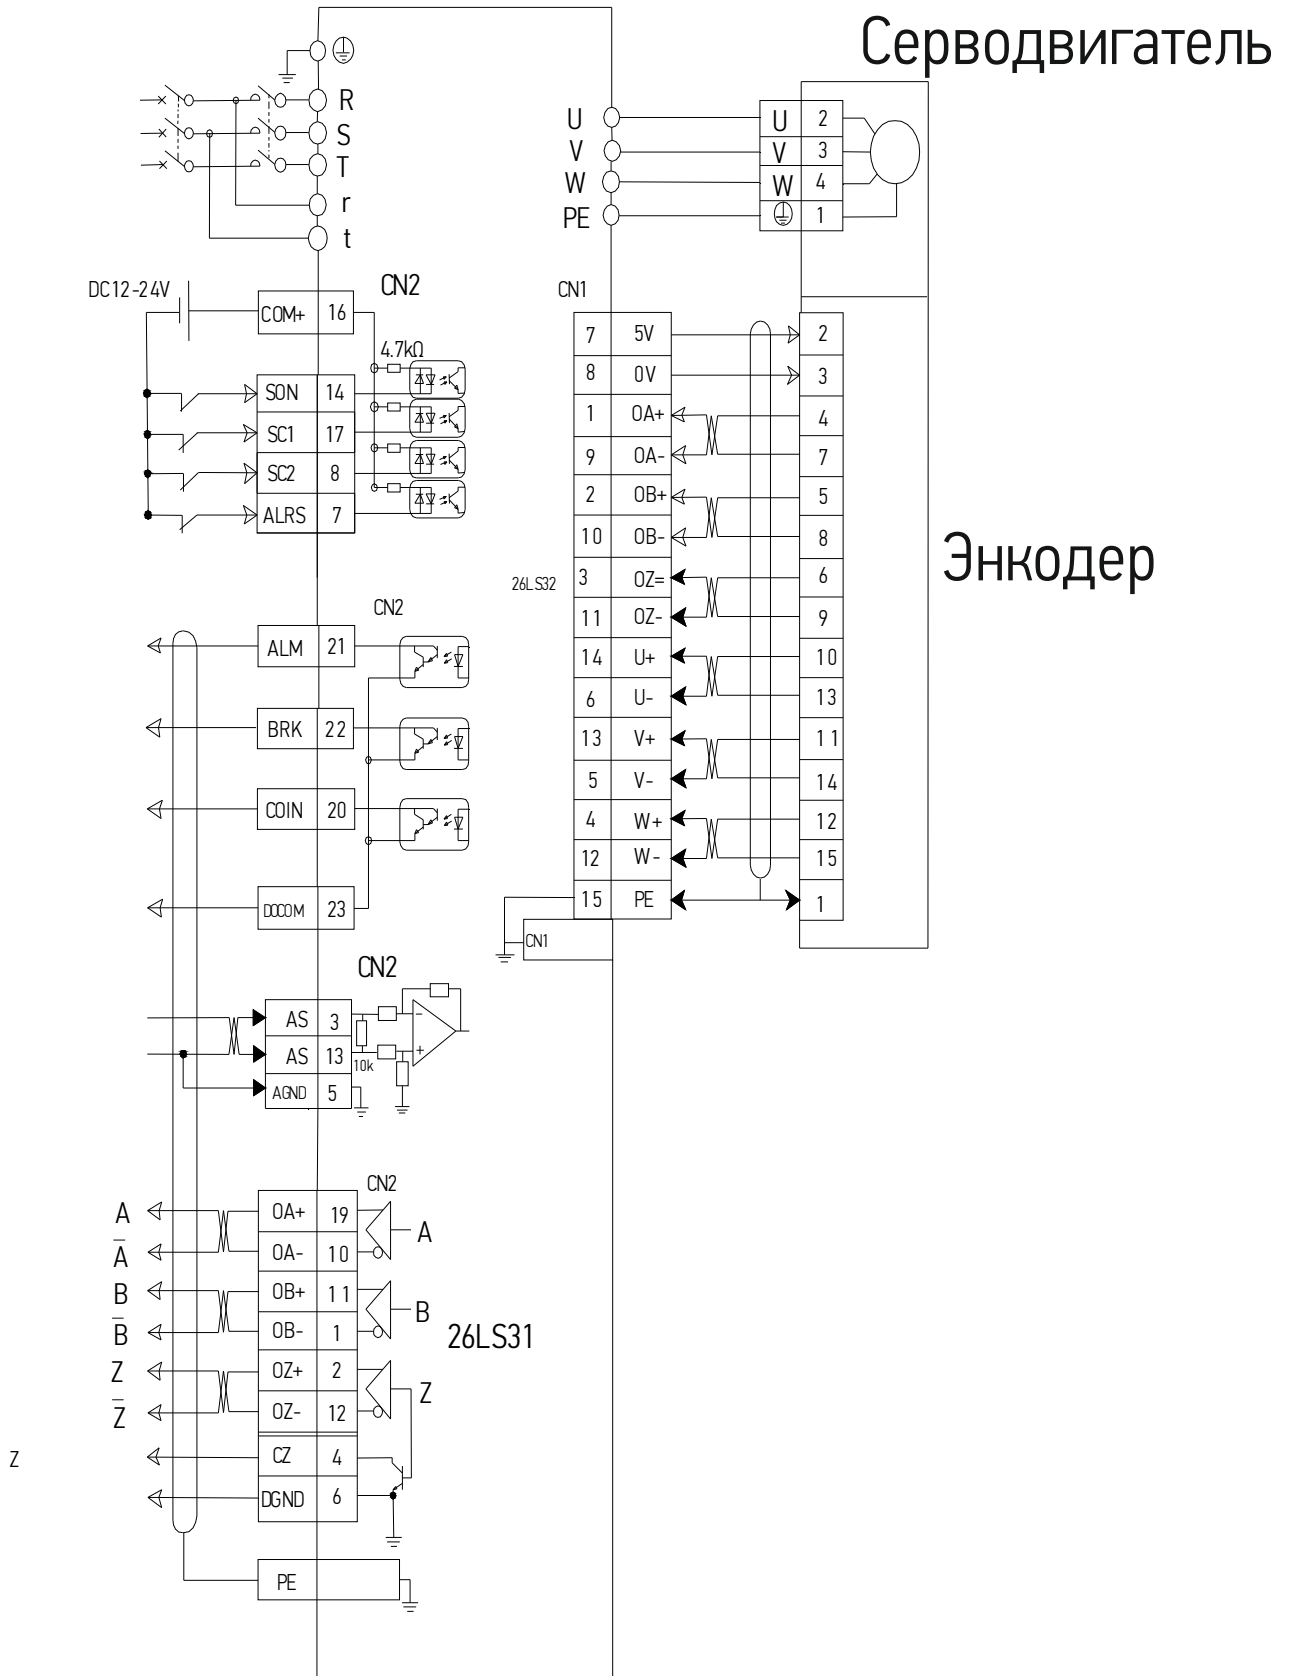 Серводвигатель
R
S
T
r
t
U
V
W
PE
U 2
V 3
W 4
1
DC12-24V
CN2
COM+ 16
4.7kΩ
SON 14
SC1 17
SC2 8
ALRS 7
CN2
ALM 21
BRK 22
COIN 20
DOCOM 23
CN2
AS 3
AS 13
10k
AGND 5
- 
+
CN2
A OA+ 19
A̅ OA- 10
A
B OB+ 11
B̅ OB- 1
B
26LS31
Z OZ+ 2
Z̅ OZ- 12
Z
Z CZ 4
DGND 6
PE
CN1
7 5V 2
8 0V 3
1 OA+ 4
9 OA- 7
2 OB+ 5
10 OB- 8
Энкодер
26LS32
3 OZ= 6
11 OZ- 9
14 U+ 10
6 U- 13
13 V+ 11
5 V- 14
4 W+ 12
12 W- 15
15 PE 1
CN1